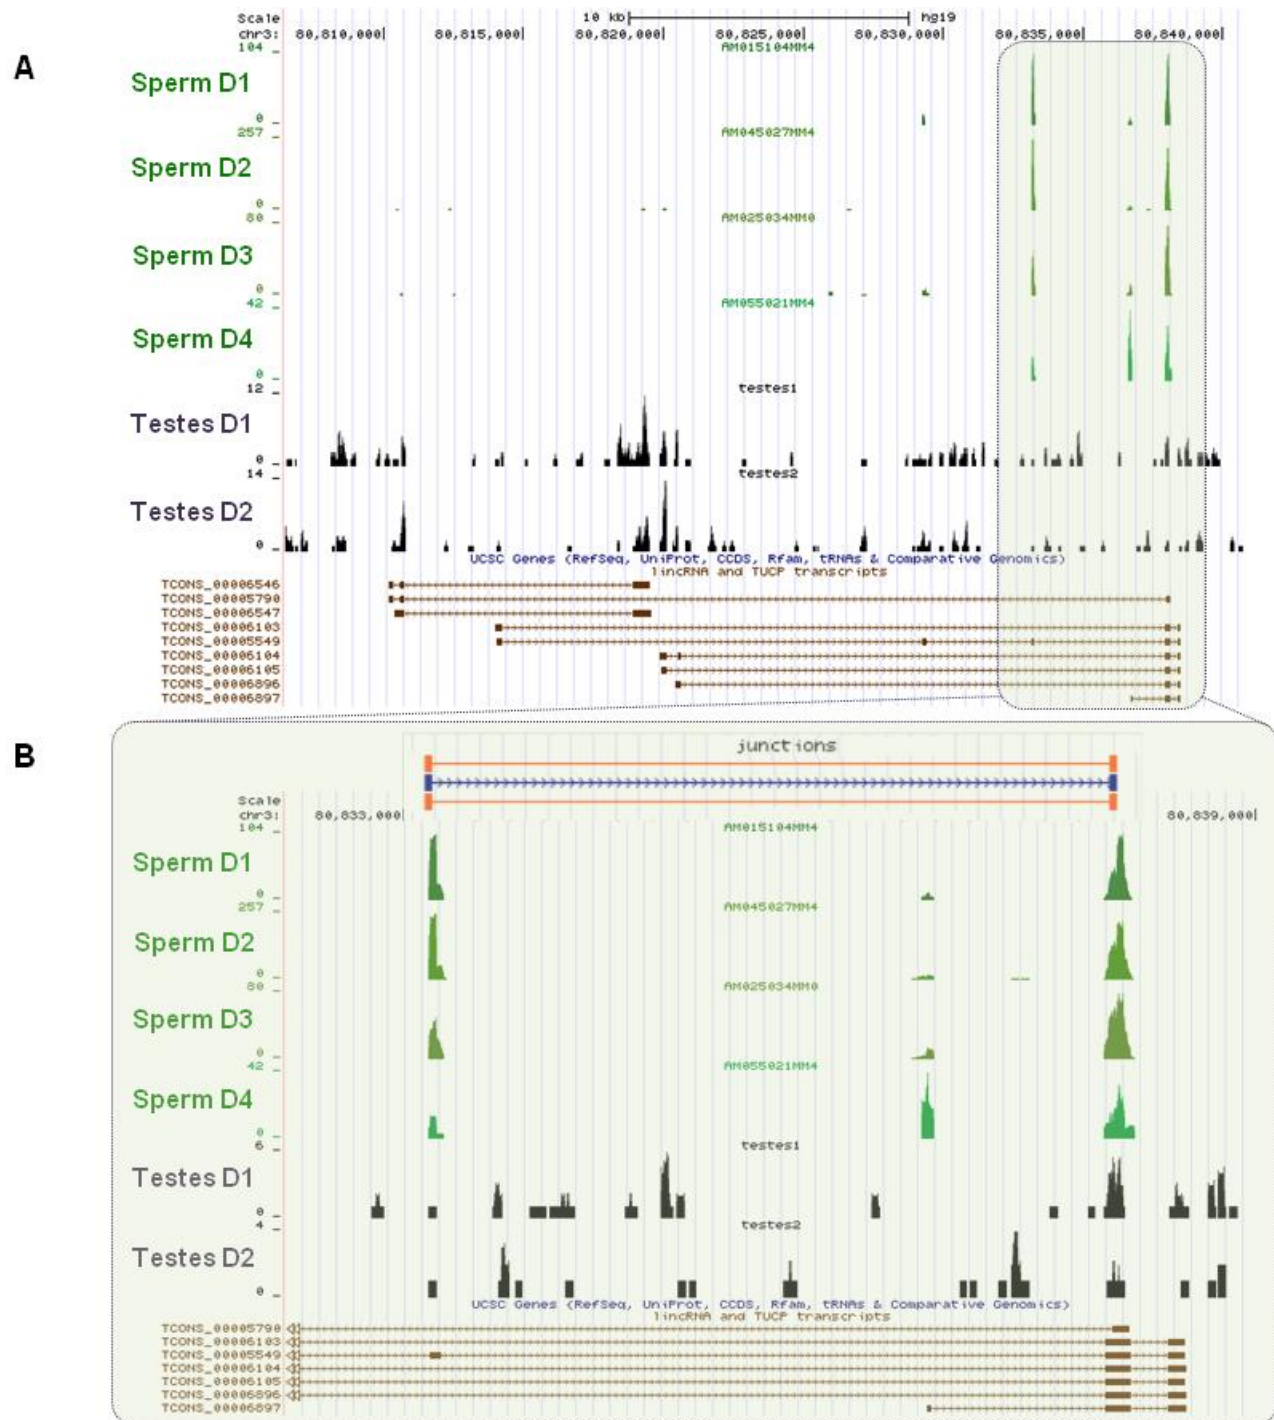 A
Scale 10 kb hg19
chr3: 80,810,000 80,815,000 80,820,000 80,825,000 80,830,000 80,835,000 80,840,000
104 AM015104MM4
Sperm D1
0
257 AM045027MM4
Sperm D2
0
80 AM025034MM0
Sperm D3
0
42 AM055021MM4
Sperm D4
0
12 testes1
Testes D1
0
14 testes2
Testes D2
0
UCSC Genes (RefSeq, UniProt, CCDS, Rfam, tRNAs & Comparative Genomics)
lincRNA and TUCP transcripts
TCONS_00006546
TCONS_00005790
TCONS_00006547
TCONS_00006103
TCONS_00005549
TCONS_00006104
TCONS_00006105
TCONS_00006896
TCONS_00006897
B
junctions
Scale
chr3: 80,833,000 80,839,000
104 AM015104MM4
Sperm D1
0
257 AM045027MM4
Sperm D2
0
80 AM025034MM0
Sperm D3
0
42 AM055021MM4
Sperm D4
0
6 testes1
Testes D1
0
4 testes2
Testes D2
0
UCSC Genes (RefSeq, UniProt, CCDS, Rfam, tRNAs & Comparative Genomics)
lincRNA and TUCP transcripts
TCONS_00005790
TCONS_00006103
TCONS_00005549
TCONS_00006104
TCONS_00006105
TCONS_00006896
TCONS_00006897